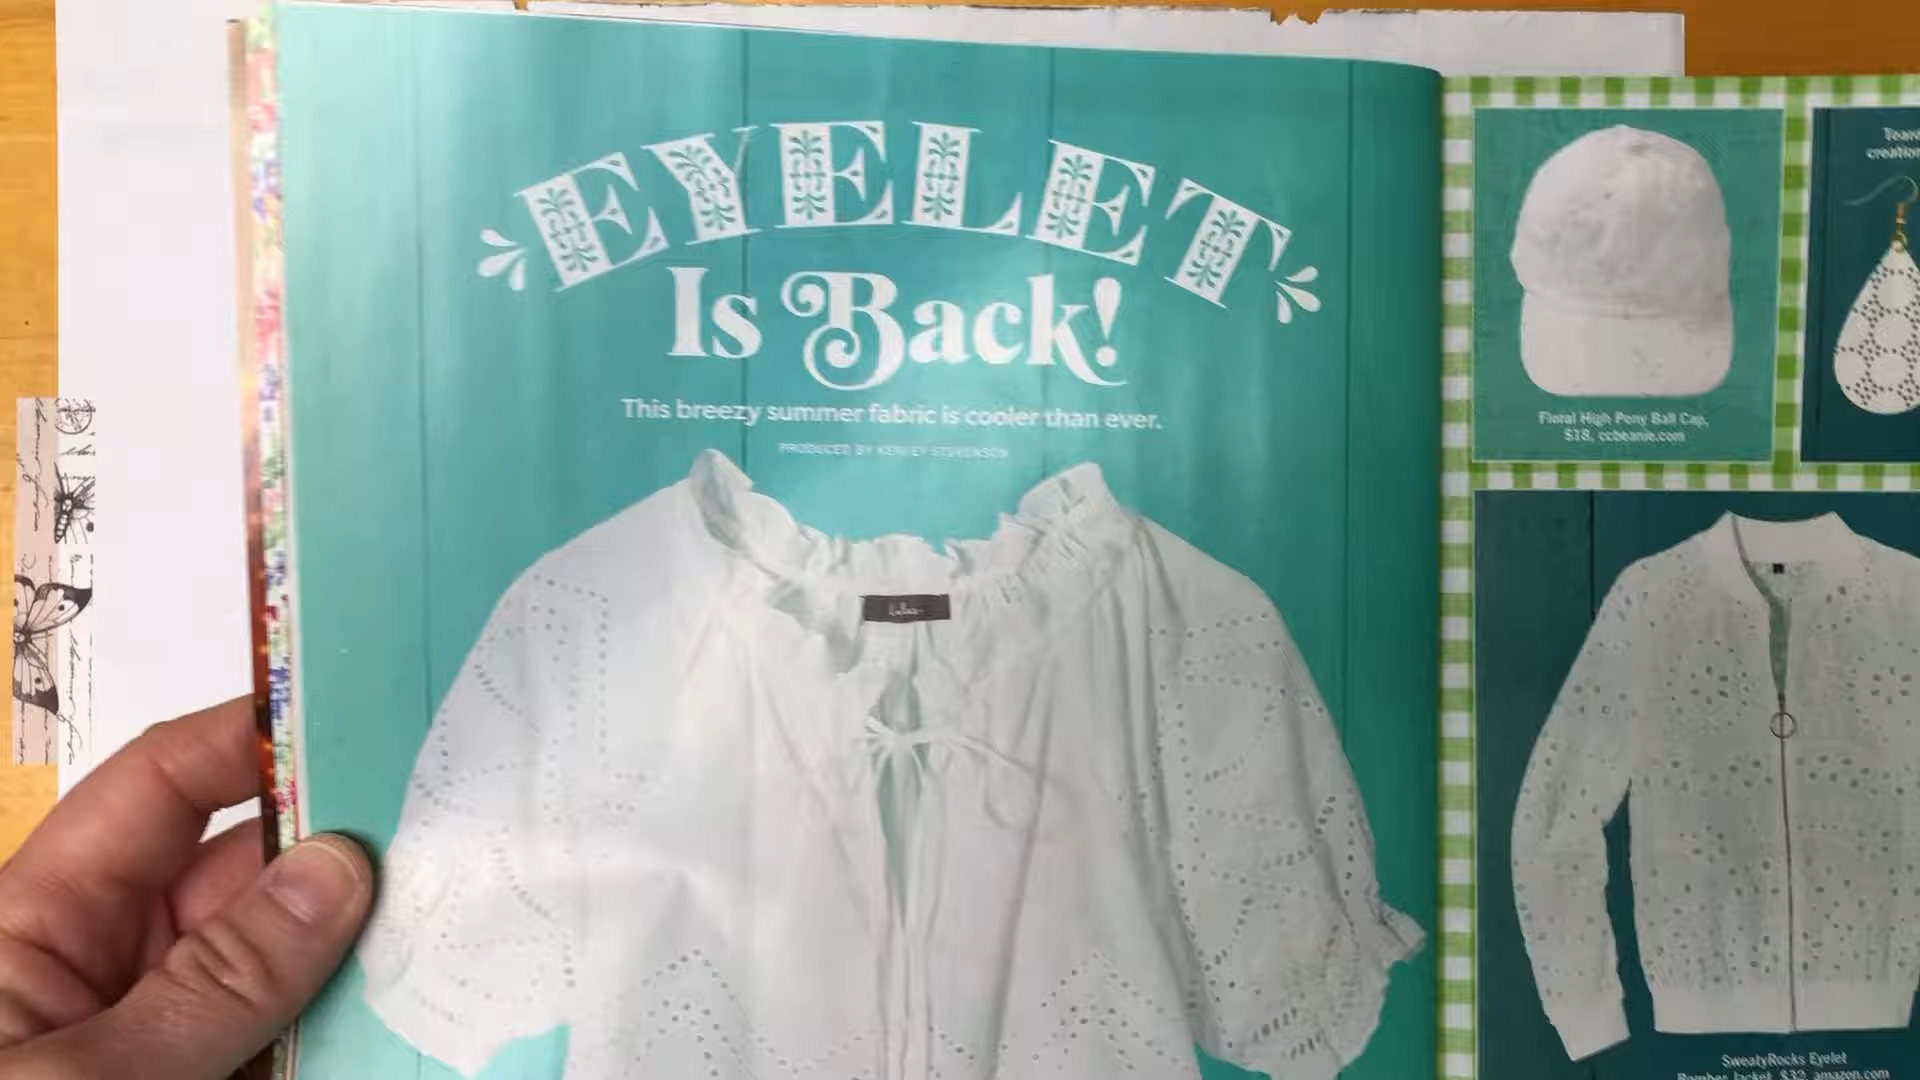 EYELET
Is Back!
This breezy summer fabric is cooler than ever.
PRODUCED BY
Floral High Pony Ball Cap,
$18, ccbeanie.com
SweatyRocks Eyelet
Bomber Jacket, $32, amazon.com